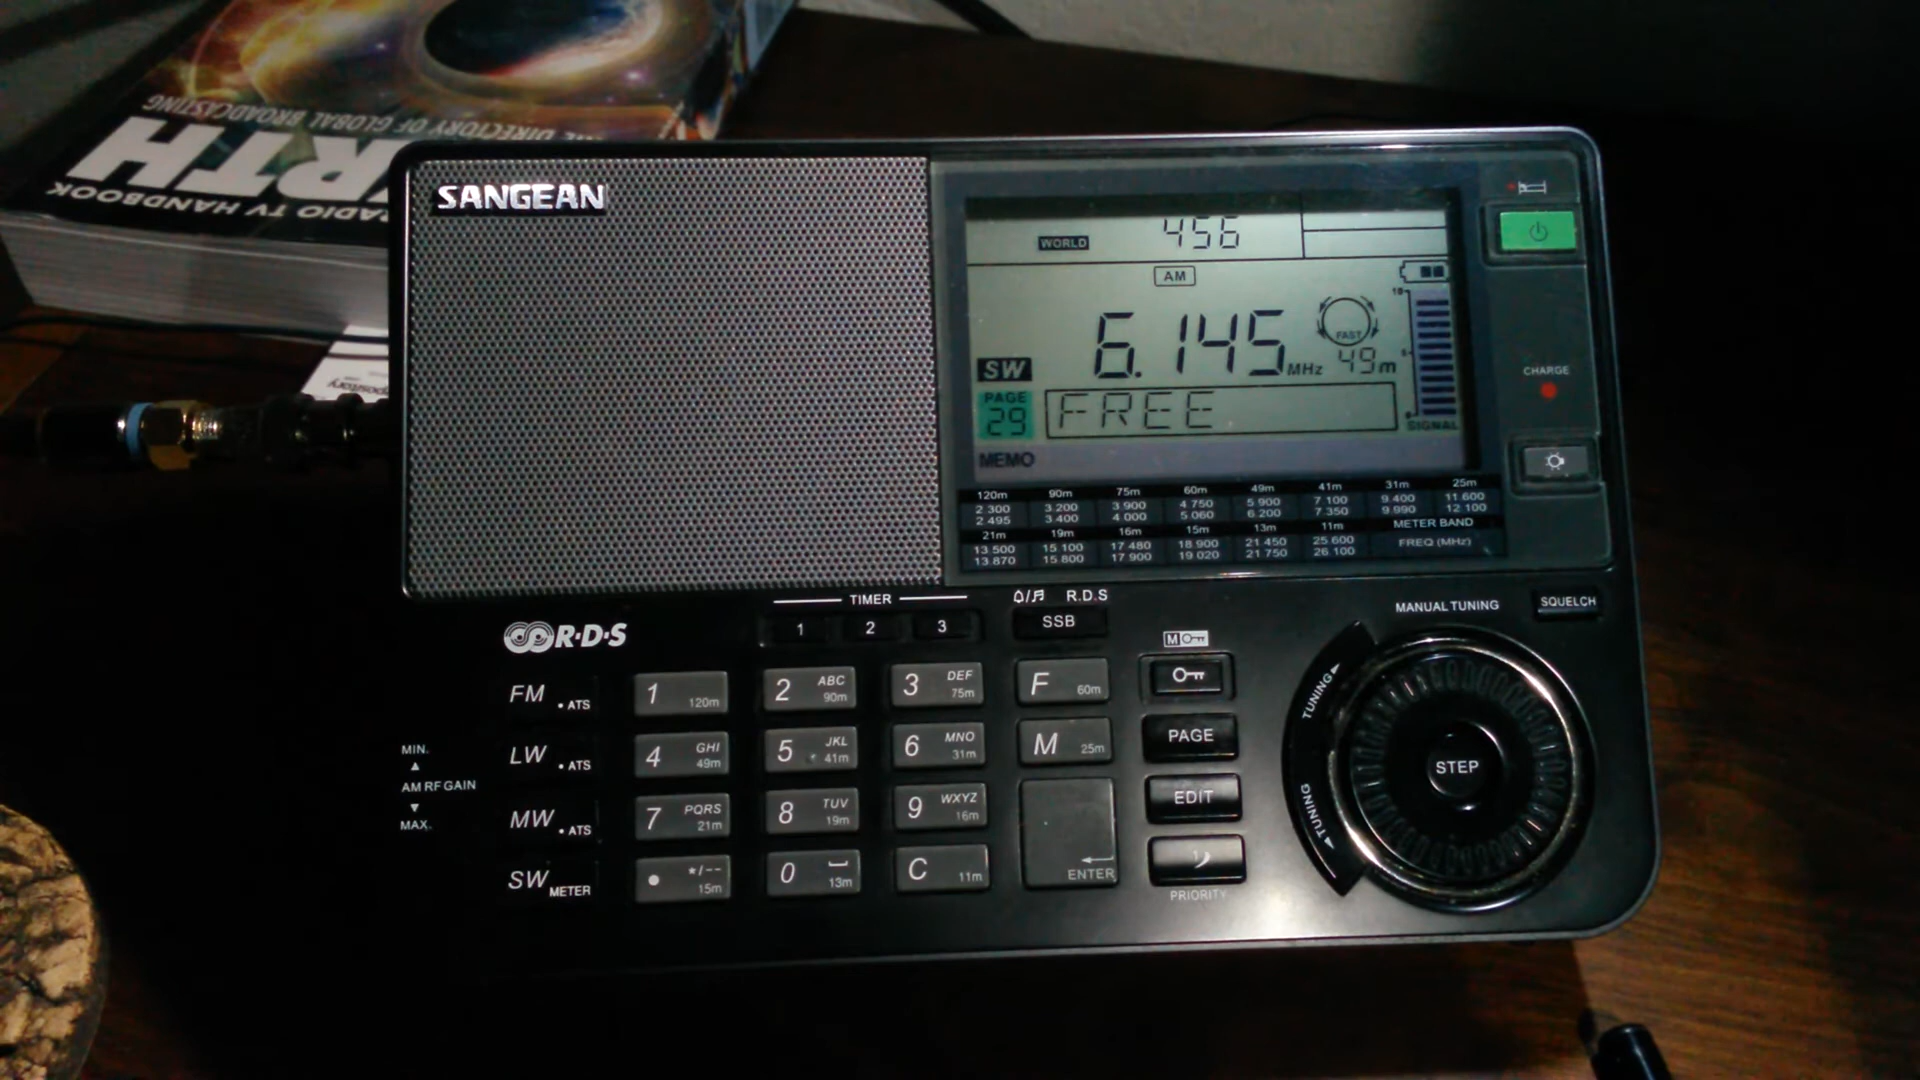 THE DIRECTORY OF GLOBAL BROADCASTING
RTH
RADIO TV HANDBOOK
pository
SANGEAN
WORLD 456
AM
6.145 MHz
FAST
49m
SW
PAGE
29
FREE
10
5
0
SIGNAL
MEMO
CHARGE
120m 90m 75m 60m 49m 41m 31m 25m
2 300 3 200 3 900 4 750 5 900 7 100 9 400 11 600
2 495 3 400 4 000 5 060 6 200 7 350 9 990 12 100
21m 19m 16m 15m 13m 11m METER BAND
13 500 15 100 17 480 18 900 21 450 25 600 FREQ (MHz)
13 870 15 800 17 900 19 020 21 750 26 100
R·D·S
TIMER
1 2 3
R.D.S
SSB
MANUAL TUNING
SQUELCH
M
FM • ATS
1 120m
2 ABC 90m
3 DEF 75m
F 60m
LW • ATS
4 GHI 49m
5 JKL 41m
6 MNO 31m
M 25m
PAGE
MW • ATS
7 PQRS 21m
8 TUV 19m
9 WXYZ 16m
ENTER
EDIT
SW METER
• */-- 15m
0 13m
C 11m
PRIORITY
MIN.
▲
AM RF GAIN
▼
MAX.
TUNING
STEP
TUNING